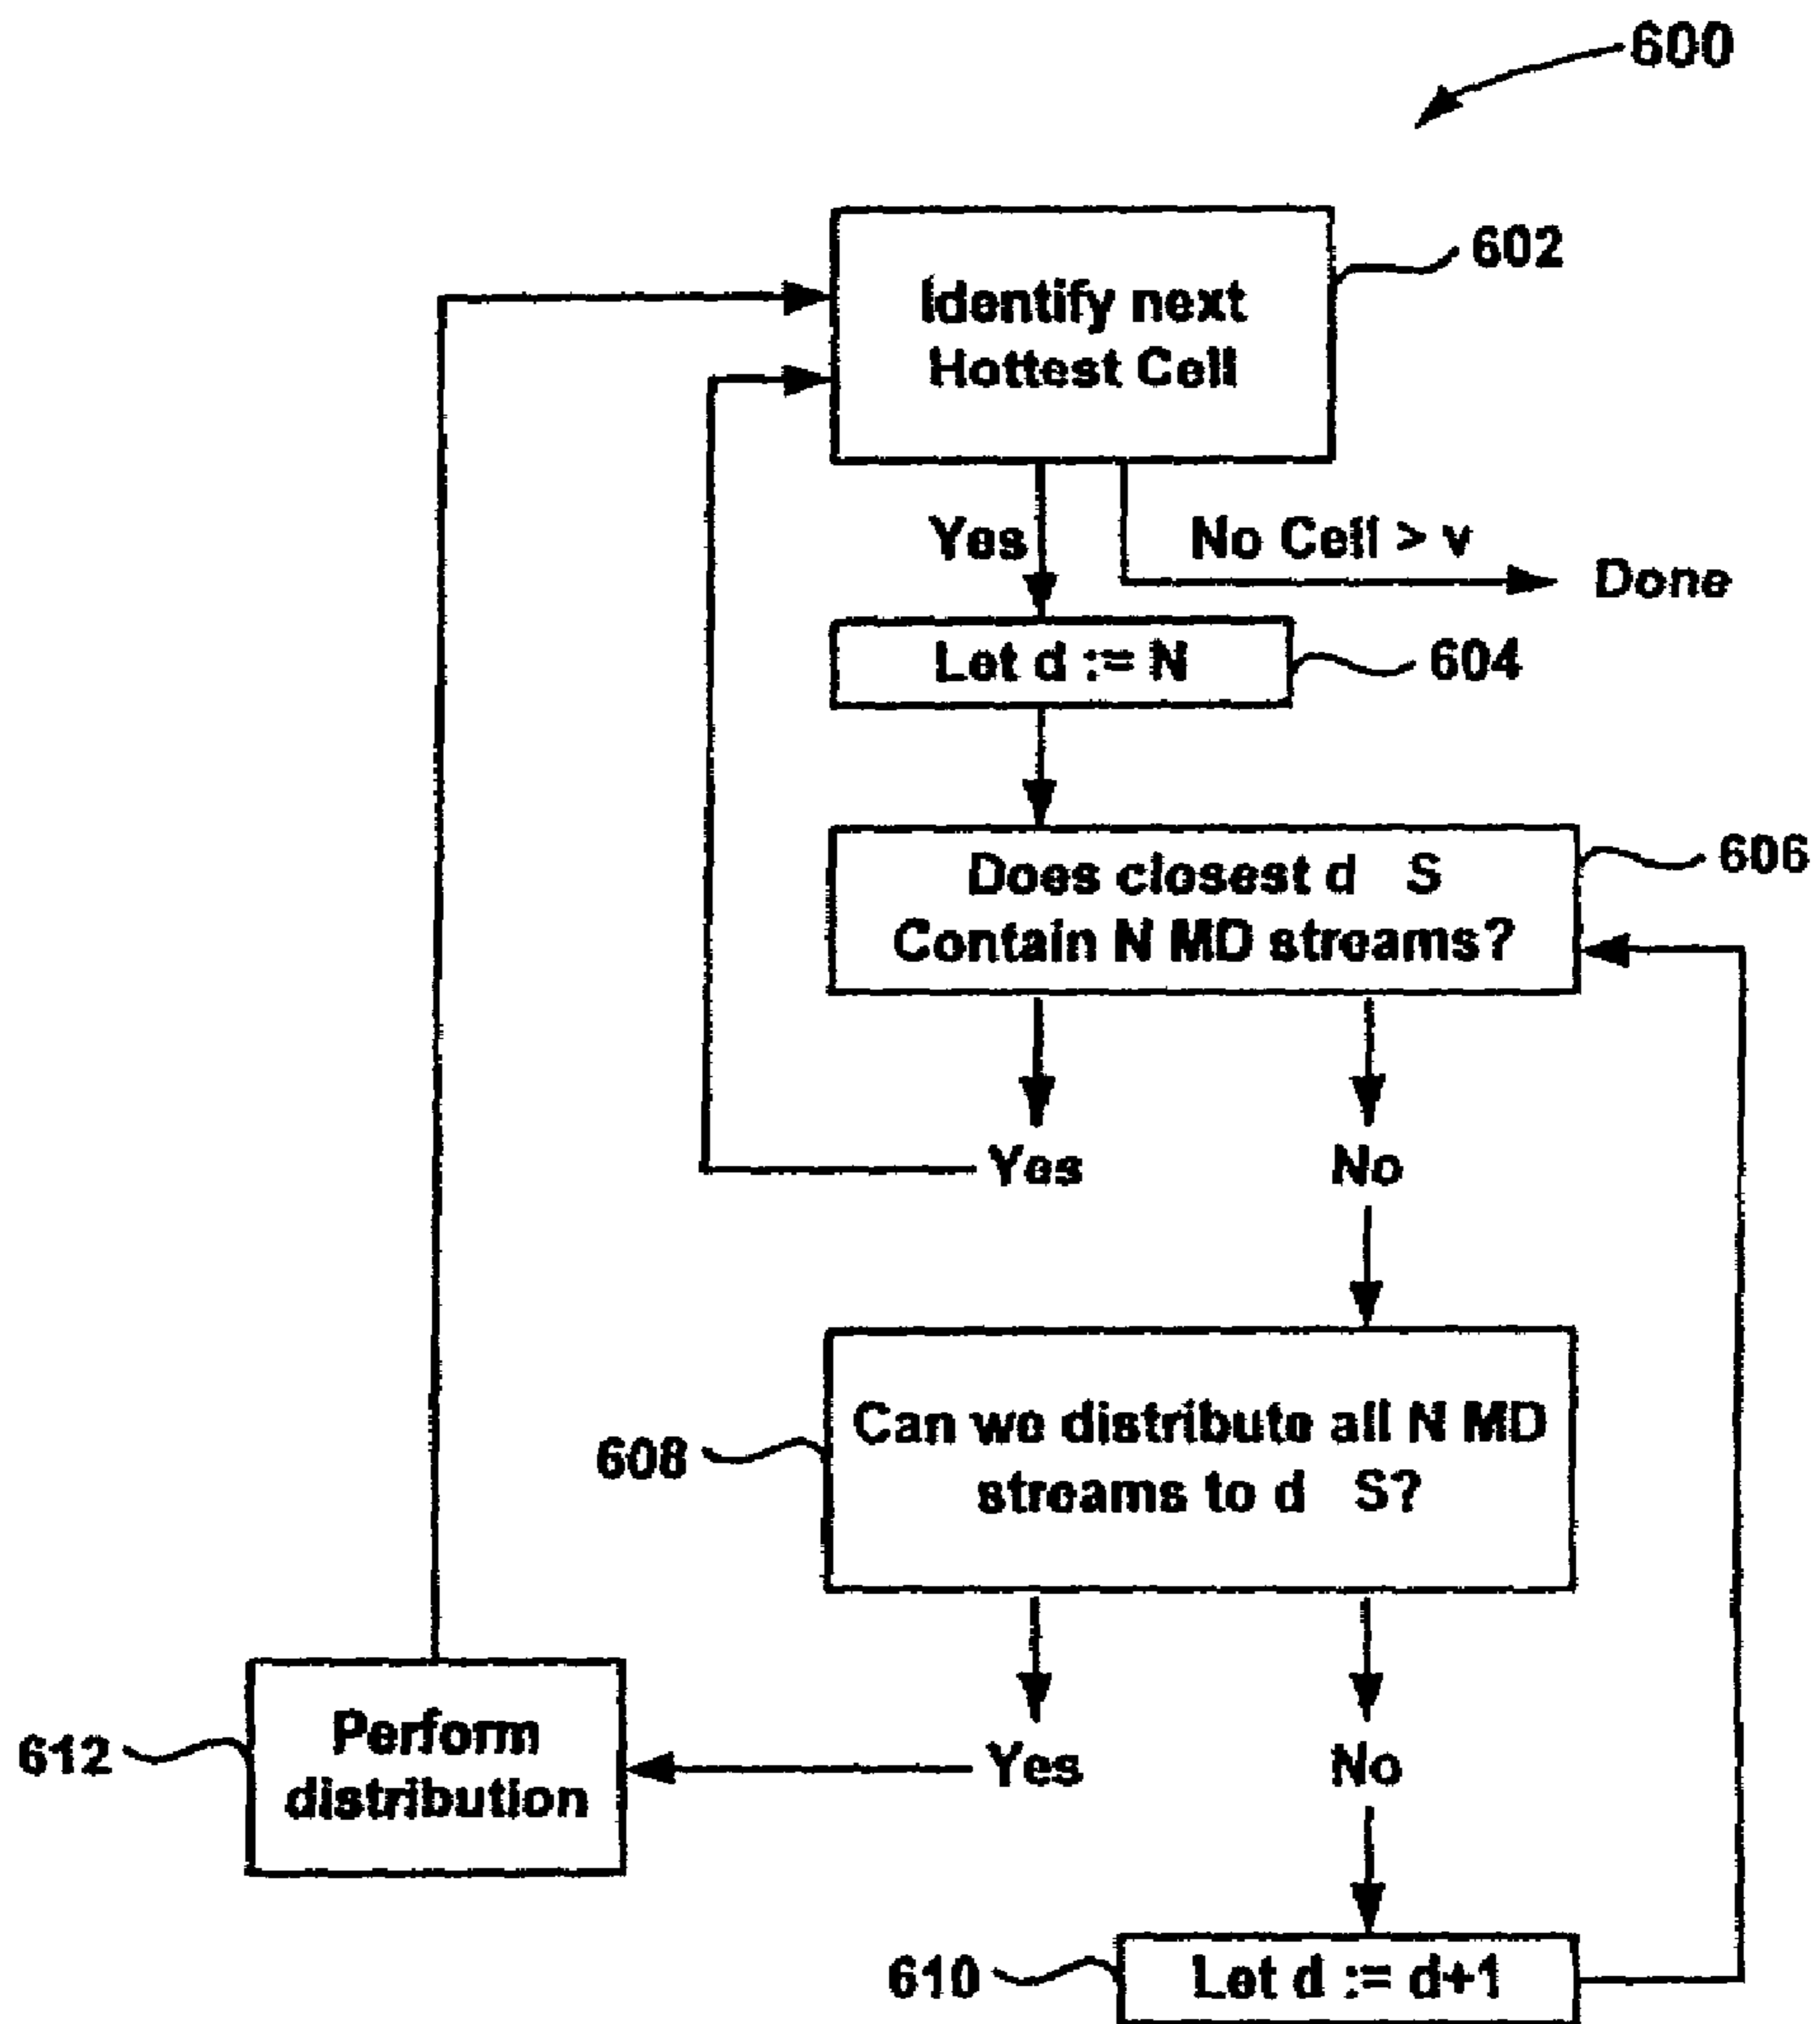 600
602
Identify next
Hottest Cell
Yes
No Cell > v
Done
Let d := N
604
606
Does closest d S
Contain N MD streams?
Yes
No
608
Can we distribute all N MD
streams to d S?
612
Perform
distribution
Yes
No
610
Let d := d+1